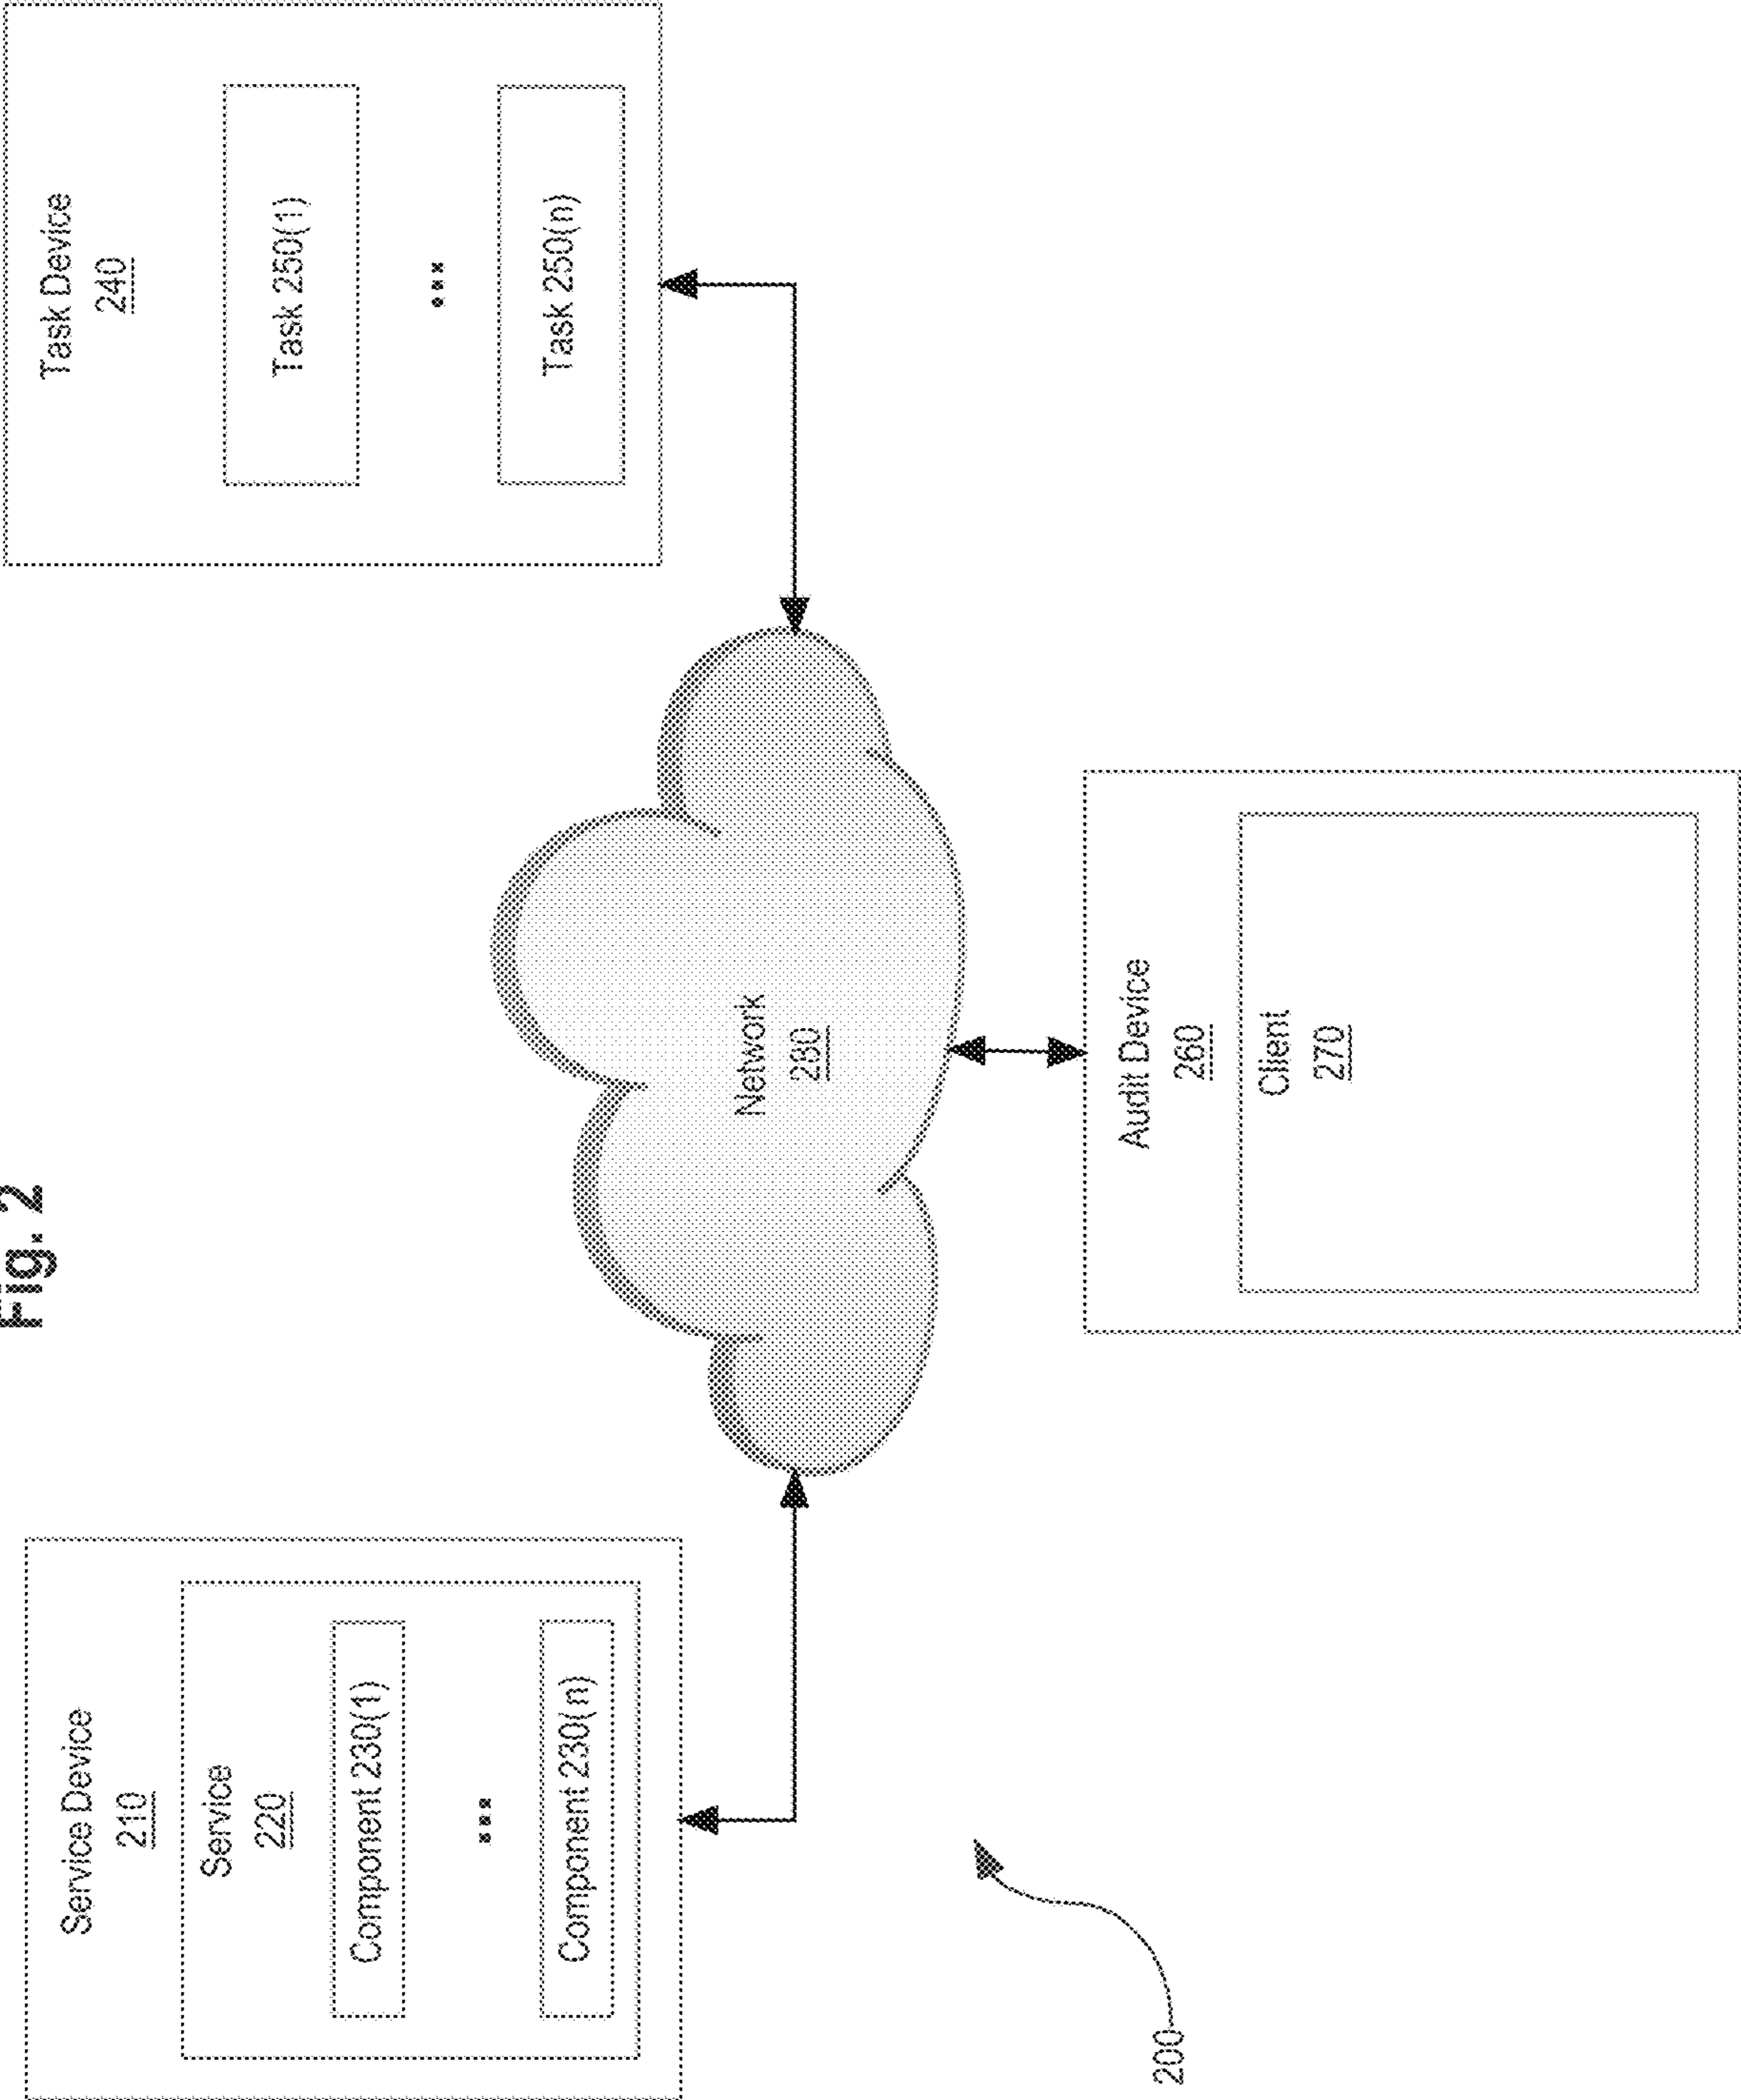 Fig. 2
Service Device
210
Service
220
Component 230(1)
...
Component 230(n)
Task Device
240
Task 250(1)
...
Task 250(n)
Network
280
Audit Device
260
Client
270
200